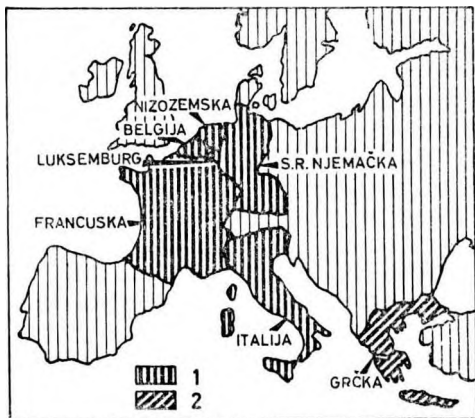 NIZOZEMSKA
BELGIJA
LUKSEMBURG
S.R. NJEMAČKA
FRANCUSKA
ITALIJA
1
2
GRČKA